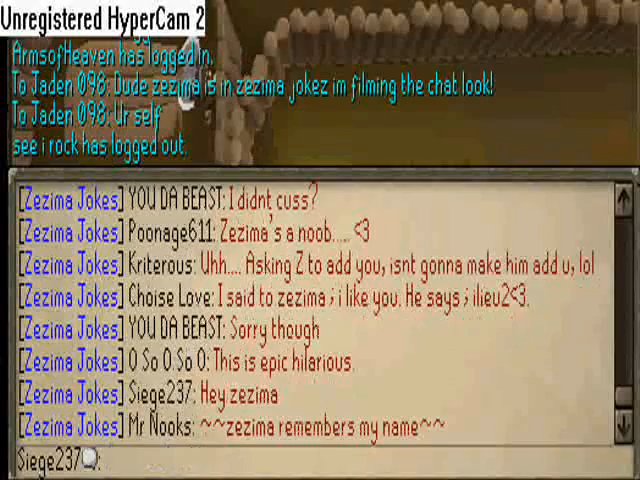 Unregistered HyperCam 2
ArmsofHeaven has logged in.
To Jaden 098: Dude zezima is in zezima jokez im filming the chat look!
To Jaden 098: Ur self
see i rock has logged out.
[Zezima Jokes] YOU DA BEAST: I didnt cuss?
[Zezima Jokes] Poonage611: Zezima's a noob..... <3
[Zezima Jokes] Kriterous: Uhh.... Asking Z to add you, isnt gonna make him add u, lol
[Zezima Jokes] Choise Love: I said to zezima ; i like you. He says ; ilieu2<3.
[Zezima Jokes] YOU DA BEAST: Sorry though
[Zezima Jokes] O So O So O: This is epic hilarious.
[Zezima Jokes] Siege237: Hey zezima
[Zezima Jokes] Mr Nooks: ~~zezima remembers my name~~
Siege237: